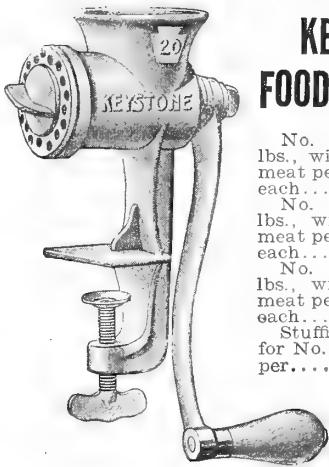 20
KEYSTONE
KE
FOOD
No.
lbs., wi
meat pe
each...
No.
lbs., wi
meat pe
each...
No.
lbs., wi
meat pe
each...
Stuffi
for No.
per....